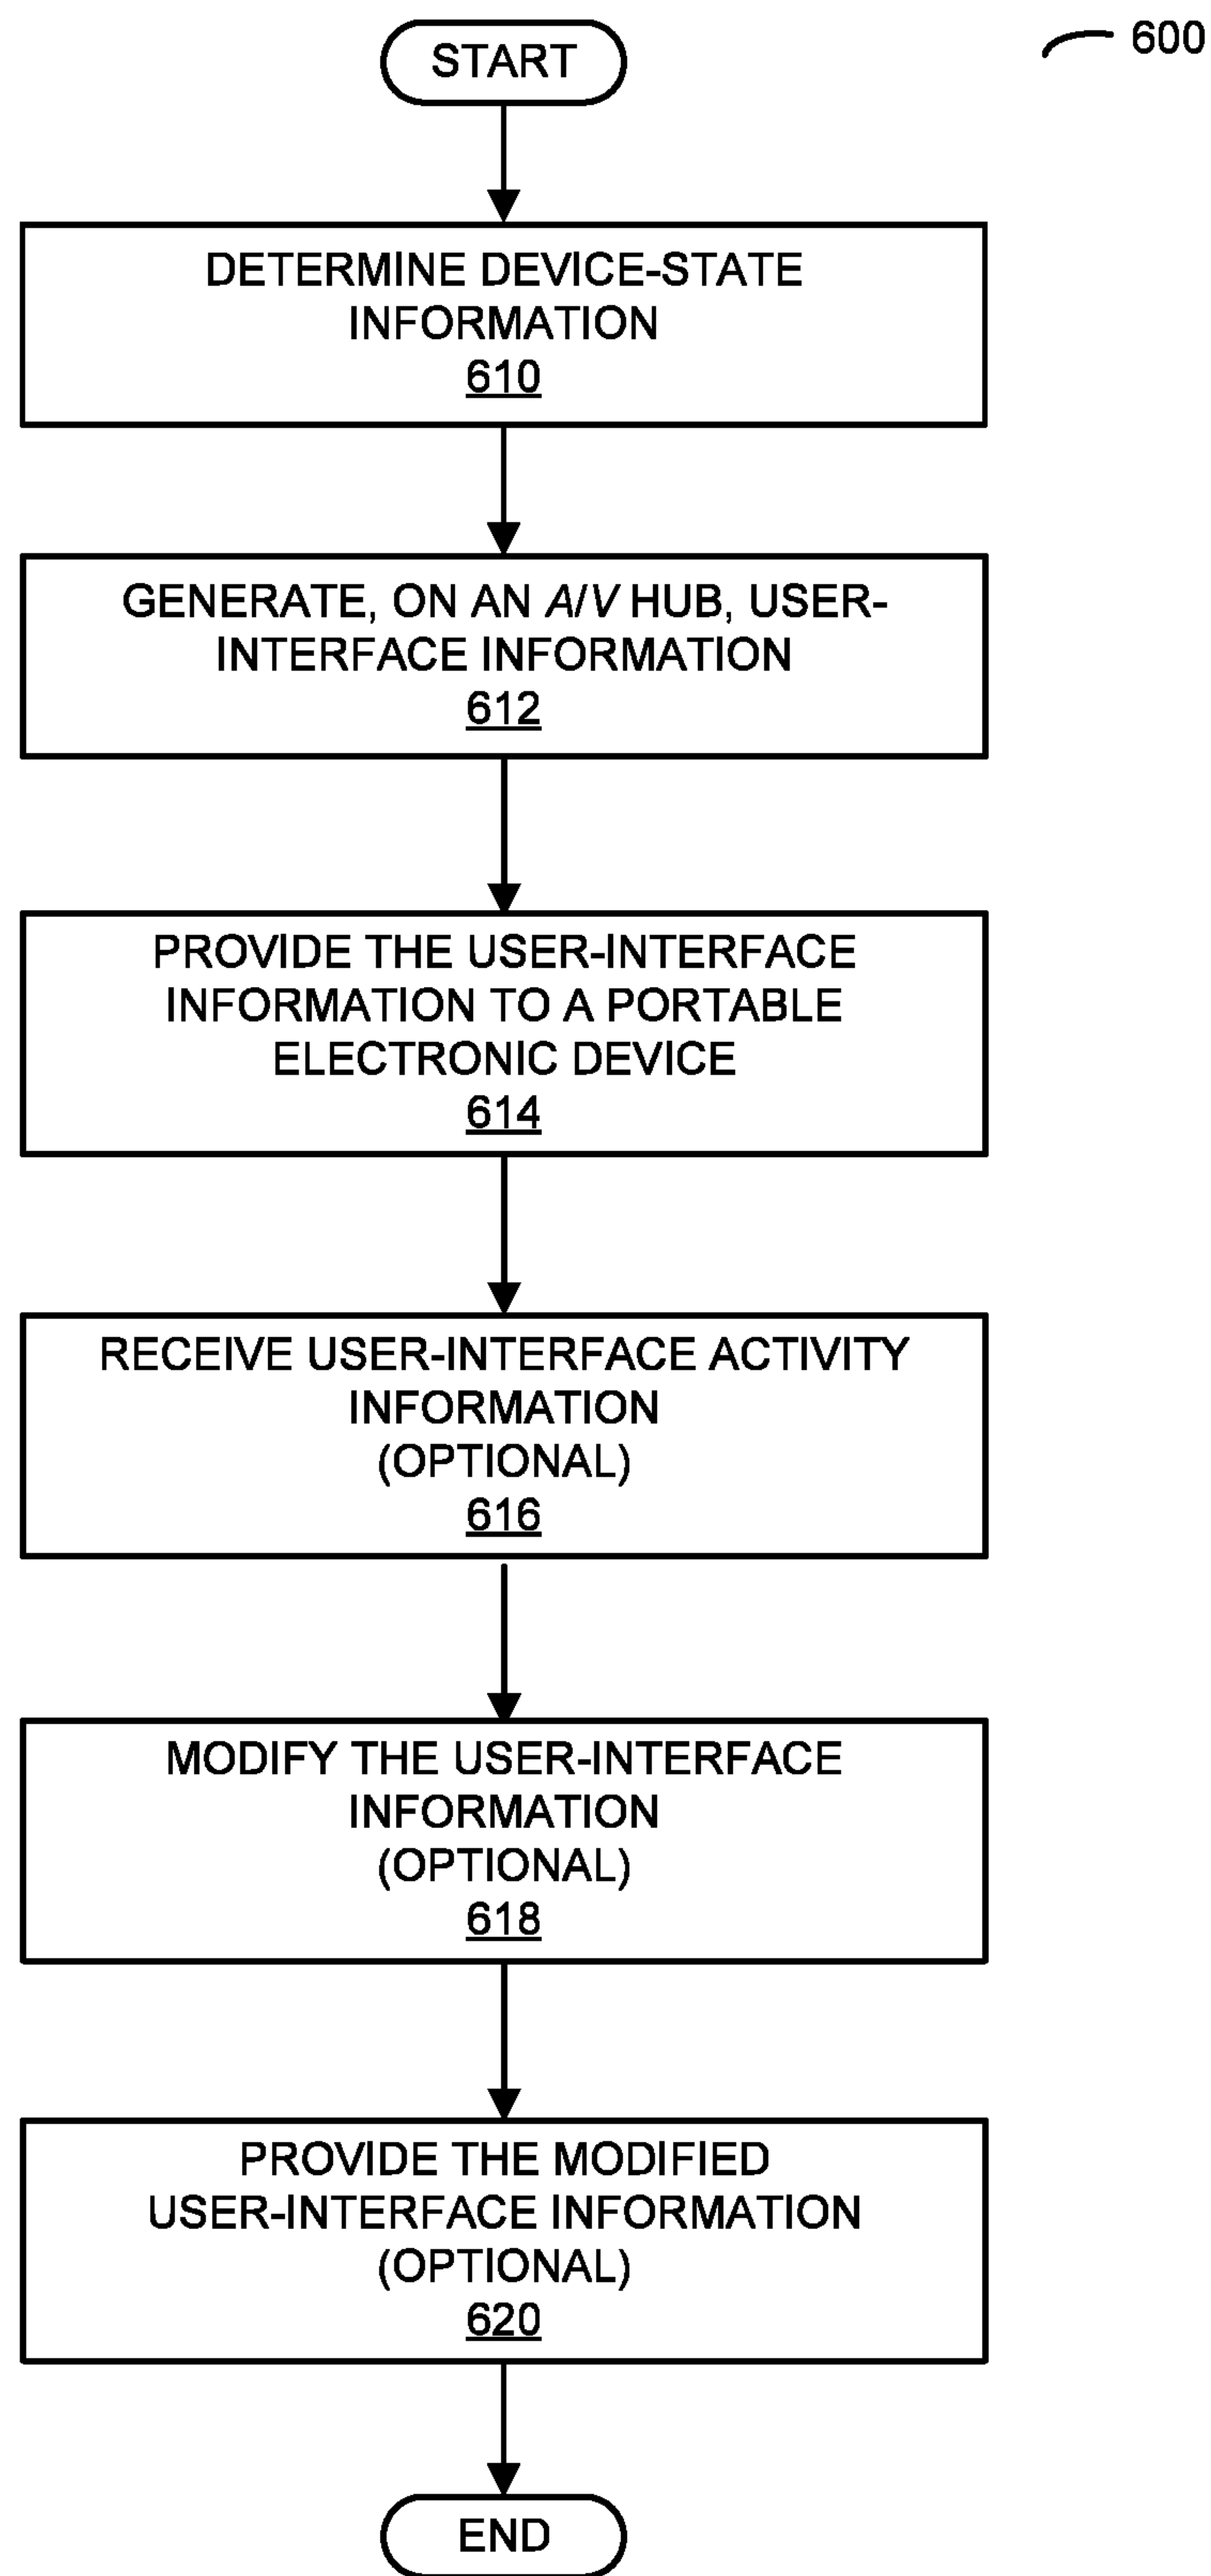 START
600
DETERMINE DEVICE-STATE
INFORMATION
610
GENERATE, ON AN A/V HUB, USER-
INTERFACE INFORMATION
612
PROVIDE THE USER-INTERFACE
INFORMATION TO A PORTABLE
ELECTRONIC DEVICE
614
RECEIVE USER-INTERFACE ACTIVITY
INFORMATION
(OPTIONAL)
616
MODIFY THE USER-INTERFACE
INFORMATION
(OPTIONAL)
618
PROVIDE THE MODIFIED
USER-INTERFACE INFORMATION
(OPTIONAL)
620
END